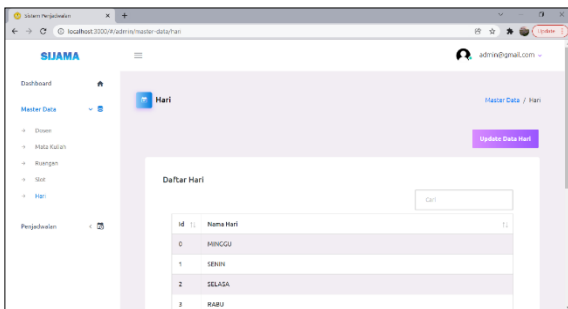 Sistem Penjadwalan
localhost:3000/#/admin/master-data/hari
Update
SIJAMA
admin@gmail.com
Dashboard
Master Data
Dosen
Mata Kuliah
Ruangan
Slot
Hari
Penjadwalan
Hari
Master Data / Hari
Update Data Hari
Daftar Hari
Cari
Id Nama Hari
0 MINGGU
1 SENIN
2 SELASA
3 RABU